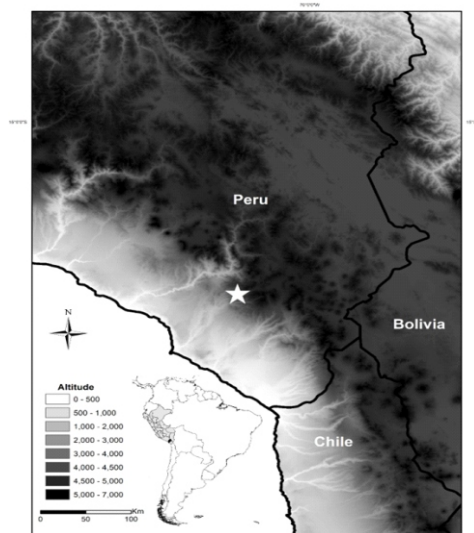 Peru
N
Bolivia
Altitude
0 - 500
500 - 1,000
1,000 - 2,000
2,000 - 3,000
3,000 - 4,000
4,000 - 4,500
4,500 - 5,000
5,000 - 7,000
Chile
Km
0 50 100